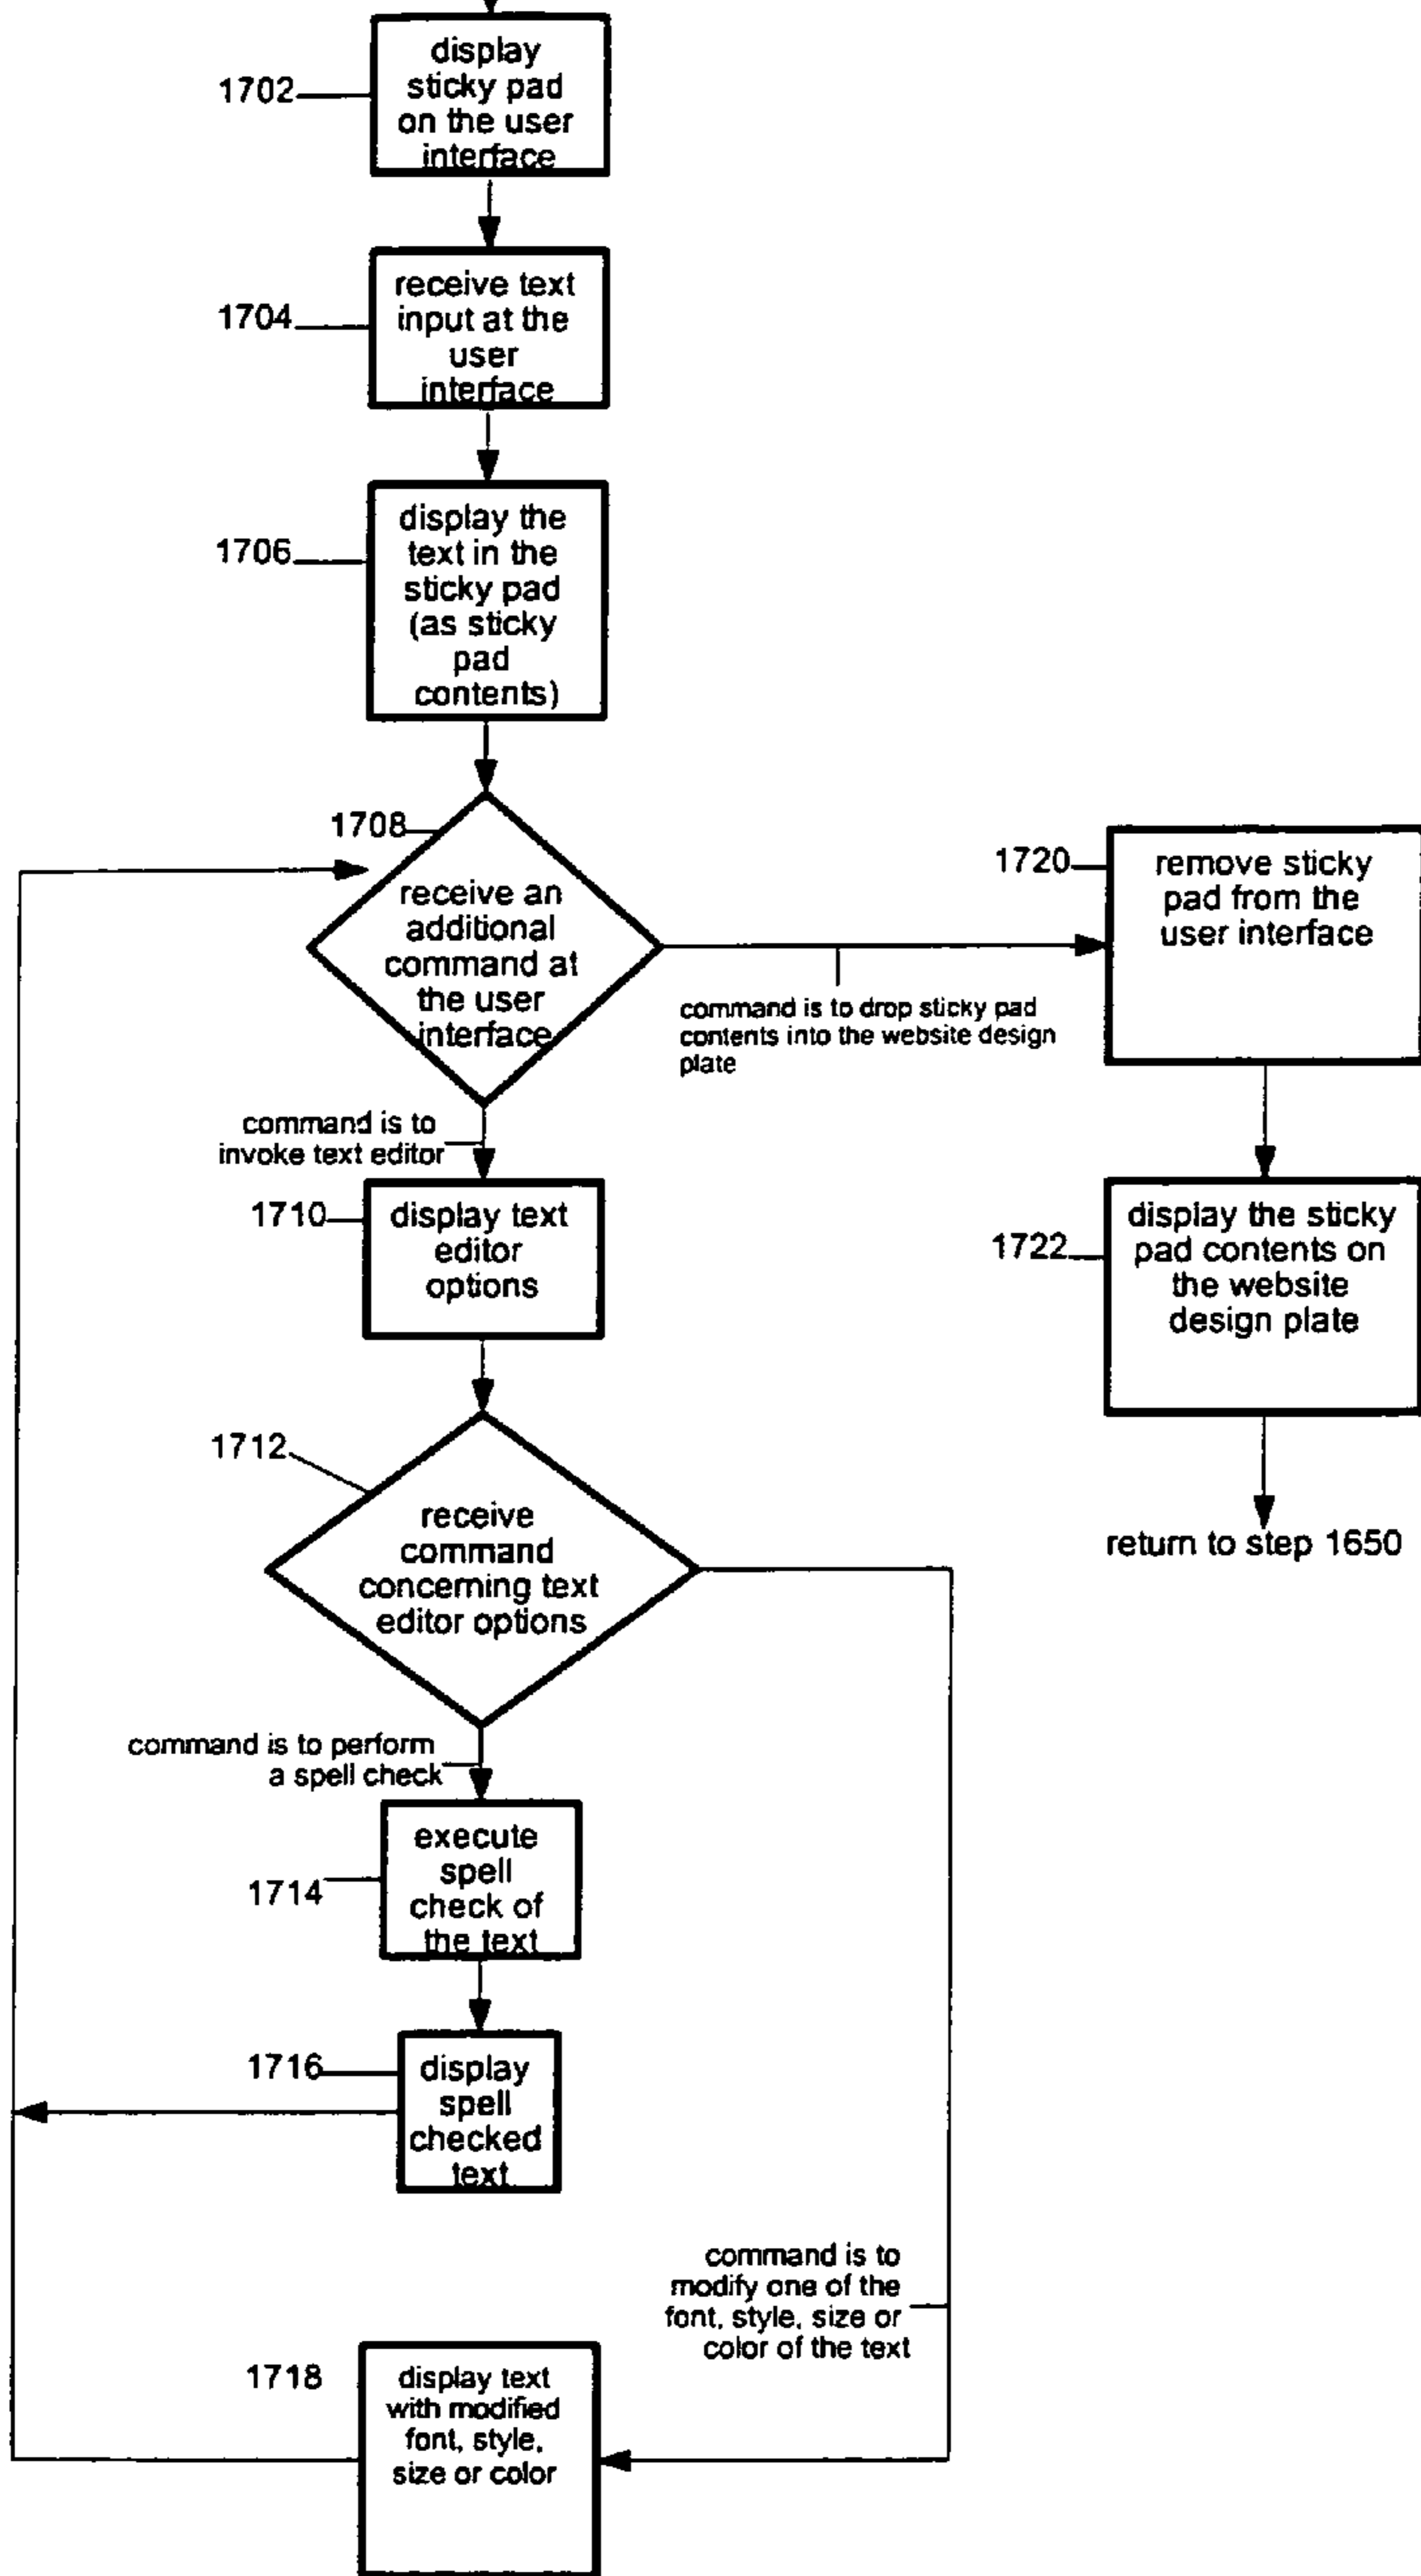 1702
display
sticky pad
on the user
interface
1704
receive text
input at the
user
interface
1706
display the
text in the
sticky pad
(as sticky
pad
contents)
1708
receive an
additional
command at
the user
interface
command is to drop sticky pad
contents into the website design
plate
1720
remove sticky
pad from the
user interface
command is to
invoke text editor
1710
display text
editor
options
1722
display the sticky
pad contents on
the website
design plate
return to step 1650
1712
receive
command
concerning text
editor options
command is to perform
a spell check
1714
execute
spell
check of
the text
1716
display
spell
checked
text
command is to
modify one of the
font, style, size or
color of the text
1718
display text
with modified
font, style,
size or color